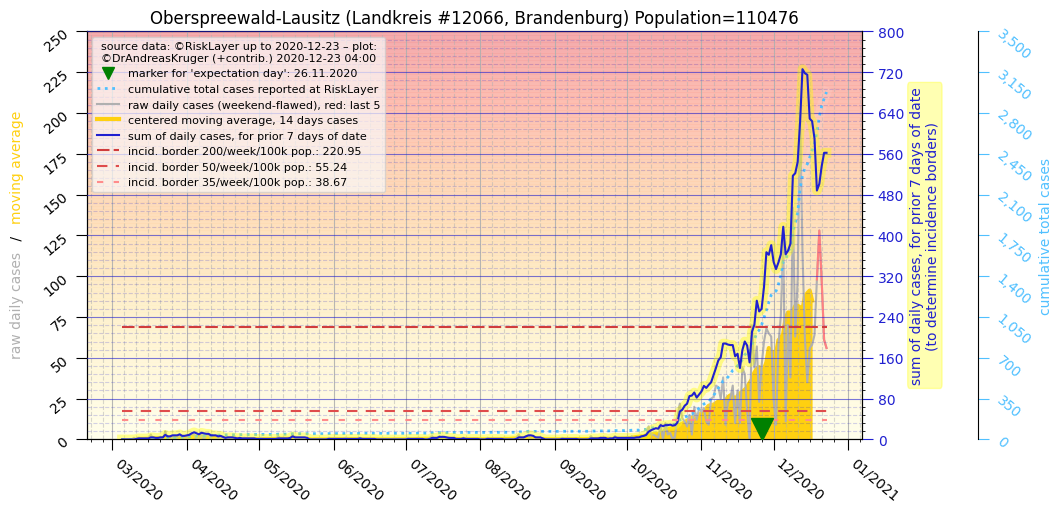 Oberspreewald-Lausitz (Landkreis #12066, Brandenburg) Population=110476
source data: ©RiskLayer up to 2020-12-23 – plot:
©DrAndreasKruger (+contrib.) 2020-12-23 04:00
marker for 'expectation day': 26.11.2020
cumulative total cases reported at RiskLayer
raw daily cases (weekend-flawed), red: last 5
centered moving average, 14 days cases
sum of daily cases, for prior 7 days of date
incid. border 200/week/100k pop.: 220.95
incid. border 50/week/100k pop.: 55.24
incid. border 35/week/100k pop.: 38.67
raw daily cases / moving average
250
225
200
175
150
125
100
75
50
25
0
03/2020
04/2020
05/2020
06/2020
07/2020
08/2020
09/2020
10/2020
11/2020
12/2020
01/2021
800
720
640
560
480
400
320
240
160
80
0
sum of daily cases, for prior 7 days of date
(to determine incidence borders)
3,500
3,150
2,800
2,450
2,100
1,750
1,400
1,050
700
350
0
cumulative total cases